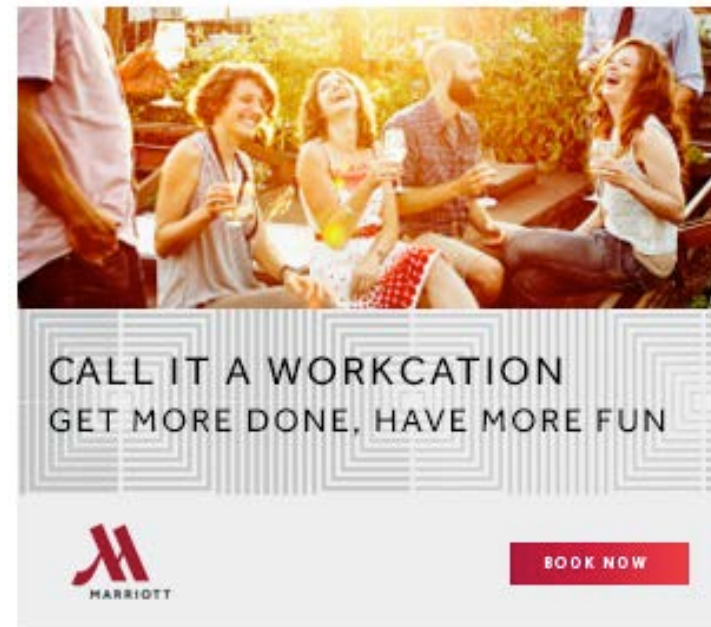 CALL IT A WORKCATION
GET MORE DONE, HAVE MORE FUN
MARRIOTT
BOOK NOW